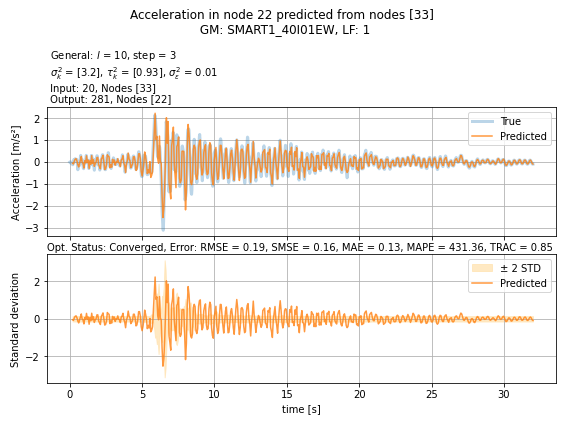 Acceleration in node 22 predicted from nodes [33]
GM: SMART1_40I01EW, LF: 1
General: l = 10, step = 3
σ²ₖ = [3.2], τ²ₖ = [0.93], σ²ε = 0.01
Input: 20, Nodes [33]
Output: 281, Nodes [22]
True
Predicted
Acceleration [m/s²]
2
1
0
−1
−2
−3
Opt. Status: Converged, Error: RMSE = 0.19, SMSE = 0.16, MAE = 0.13, MAPE = 431.36, TRAC = 0.85
± 2 STD
Predicted
Standard deviation
2
0
−2
0 5 10 15 20 25 30
time [s]